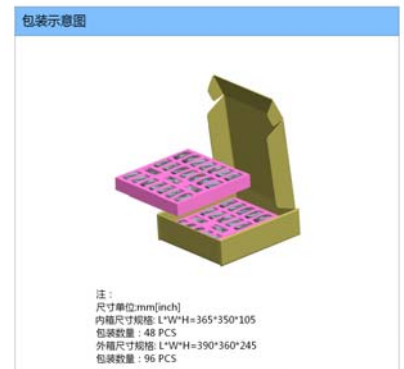 包装示意图
注：
尺寸单位:mm[inch]
内箱尺寸规格: L*W*H=365*350*105
包装数量：48 PCS
外箱尺寸规格: L*W*H=390*360*245
包装数量：96 PCS